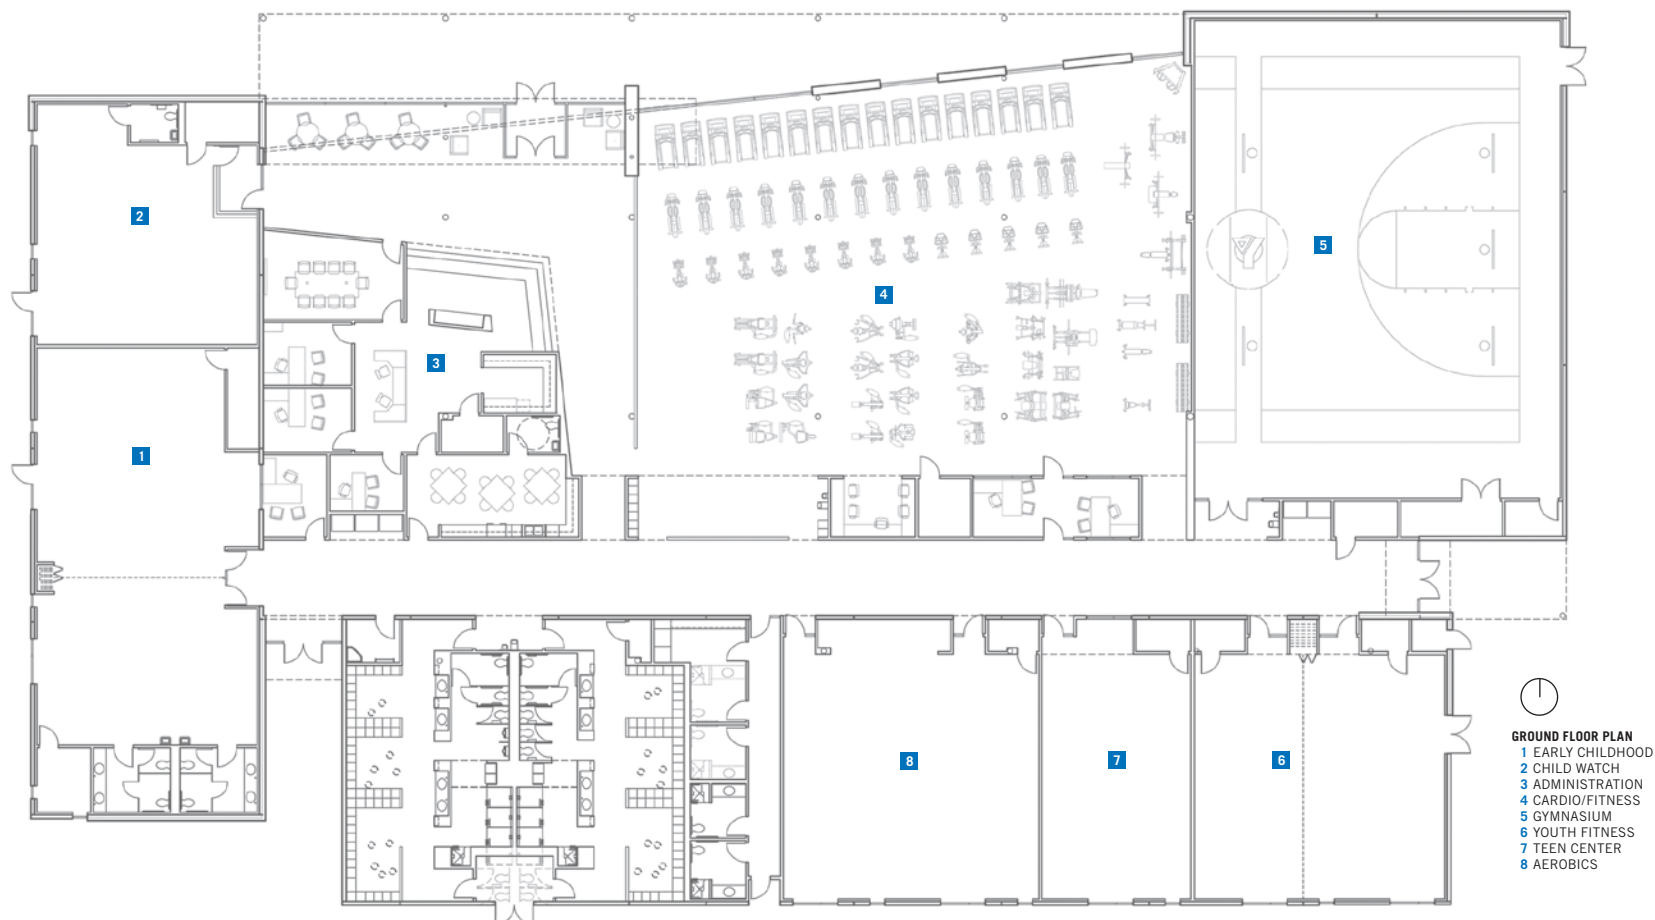 2
5
4
3
1
8
7
6
GROUND FLOOR PLAN
1 EARLY CHILDHOOD
2 CHILD WATCH
3 ADMINISTRATION
4 CARDIO/FITNESS
5 GYMNASIUM
6 YOUTH FITNESS
7 TEEN CENTER
8 AEROBICS